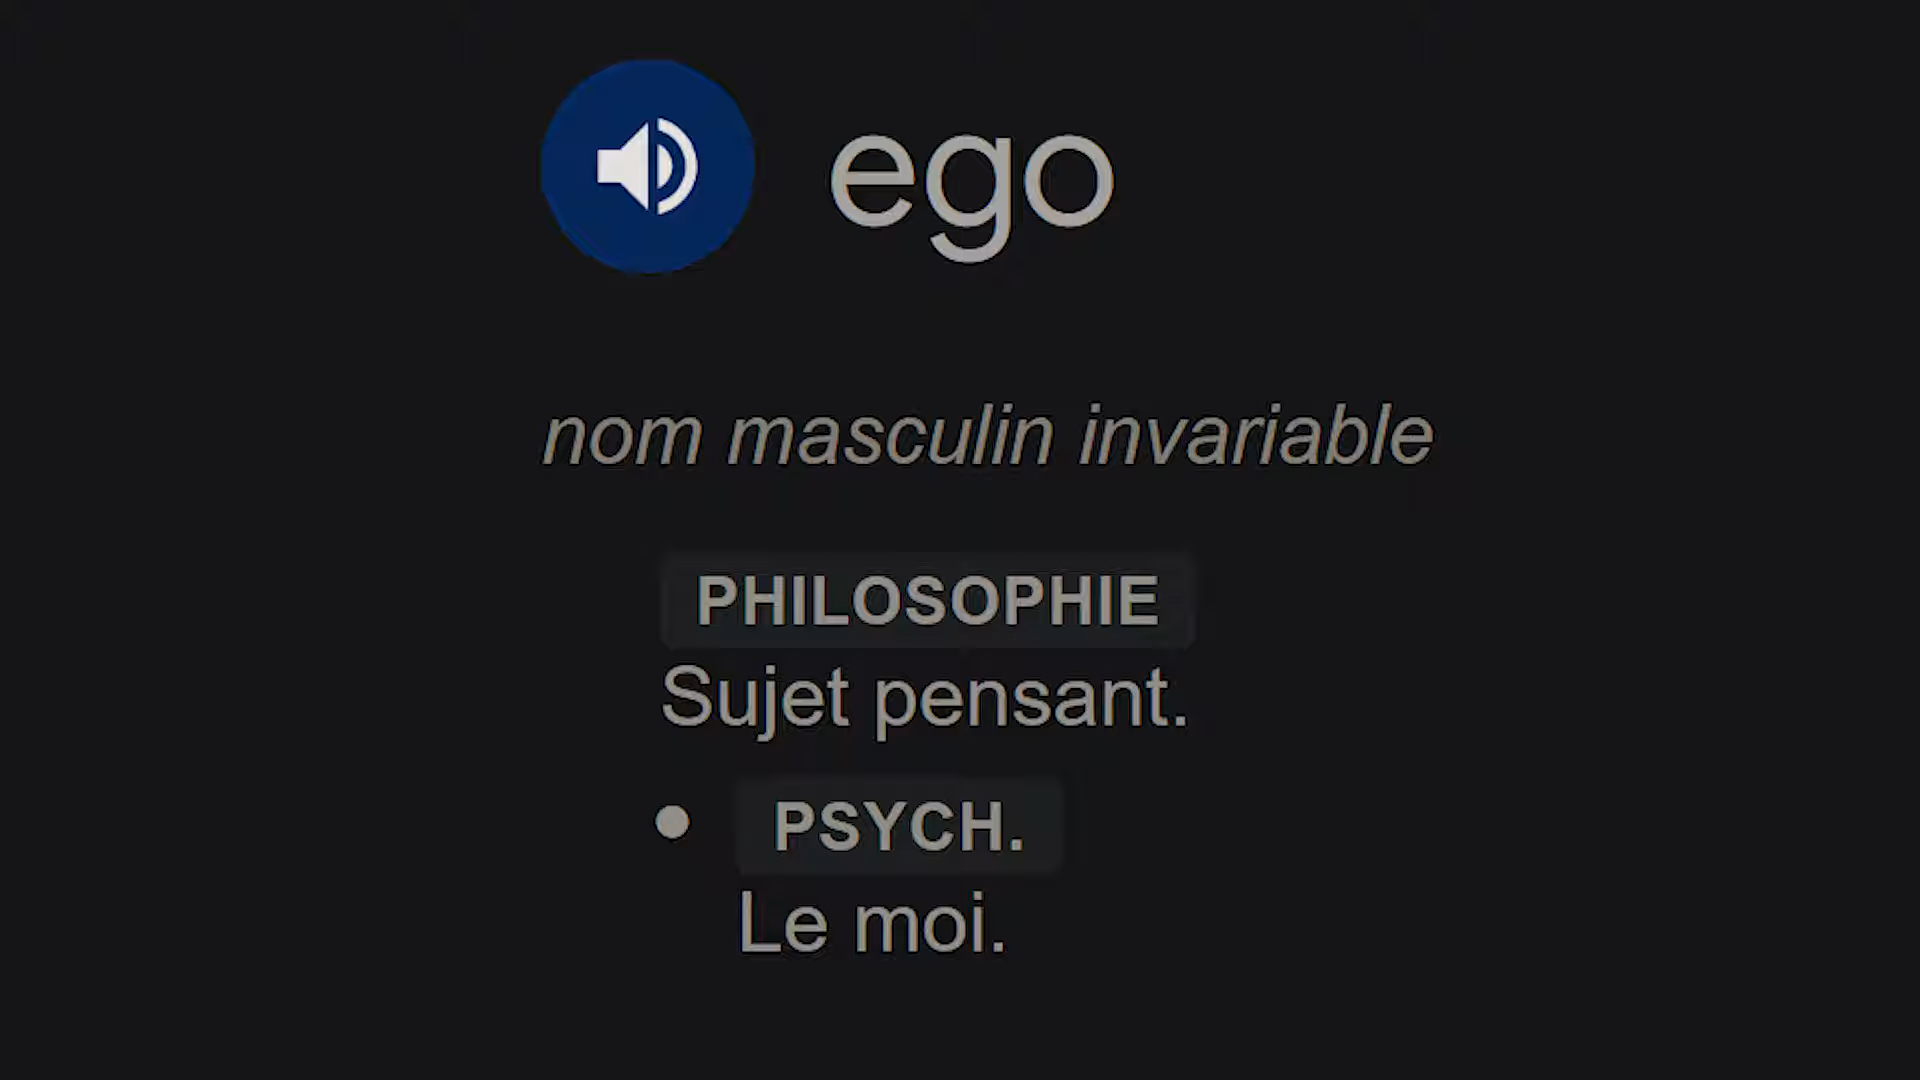 ego
nom masculin invariable
PHILOSOPHIE
Sujet pensant.
PSYCH.
Le moi.